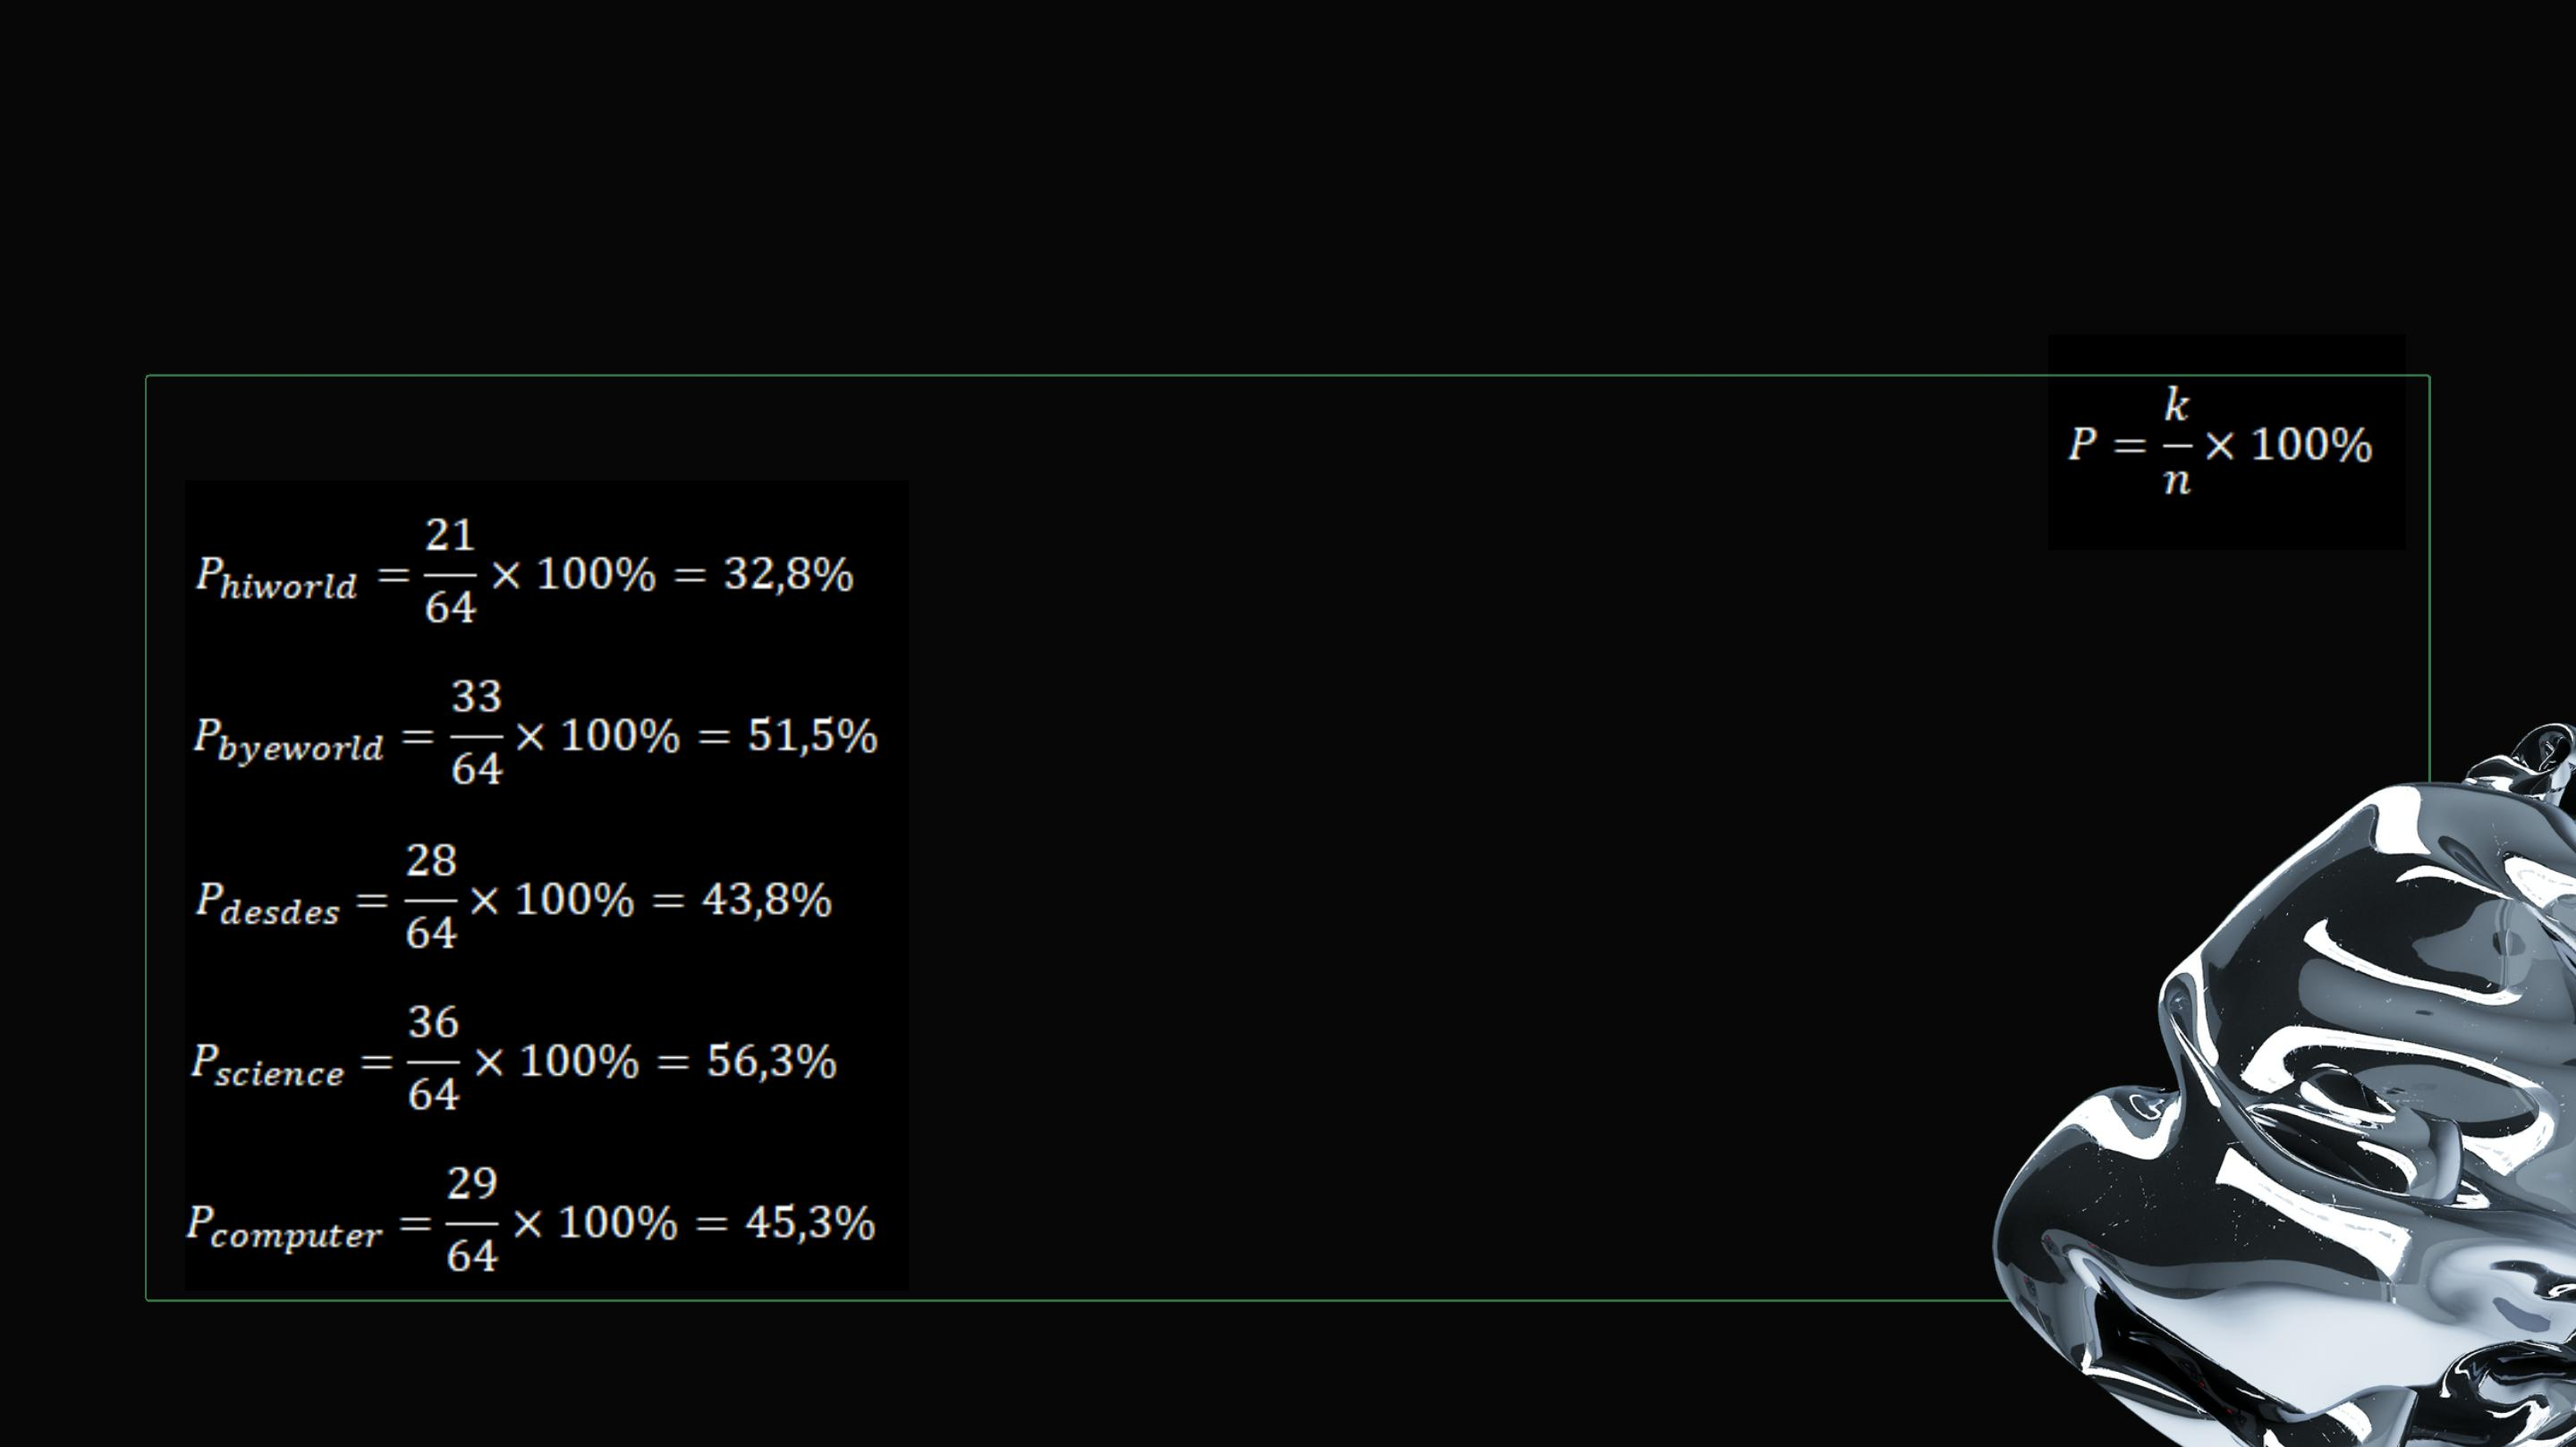 P = k/n × 100%
P_hiworld = 21/64 × 100% = 32,8%
P_byeworld = 33/64 × 100% = 51,5%
P_desdes = 28/64 × 100% = 43,8%
P_science = 36/64 × 100% = 56,3%
P_computer = 29/64 × 100% = 45,3%